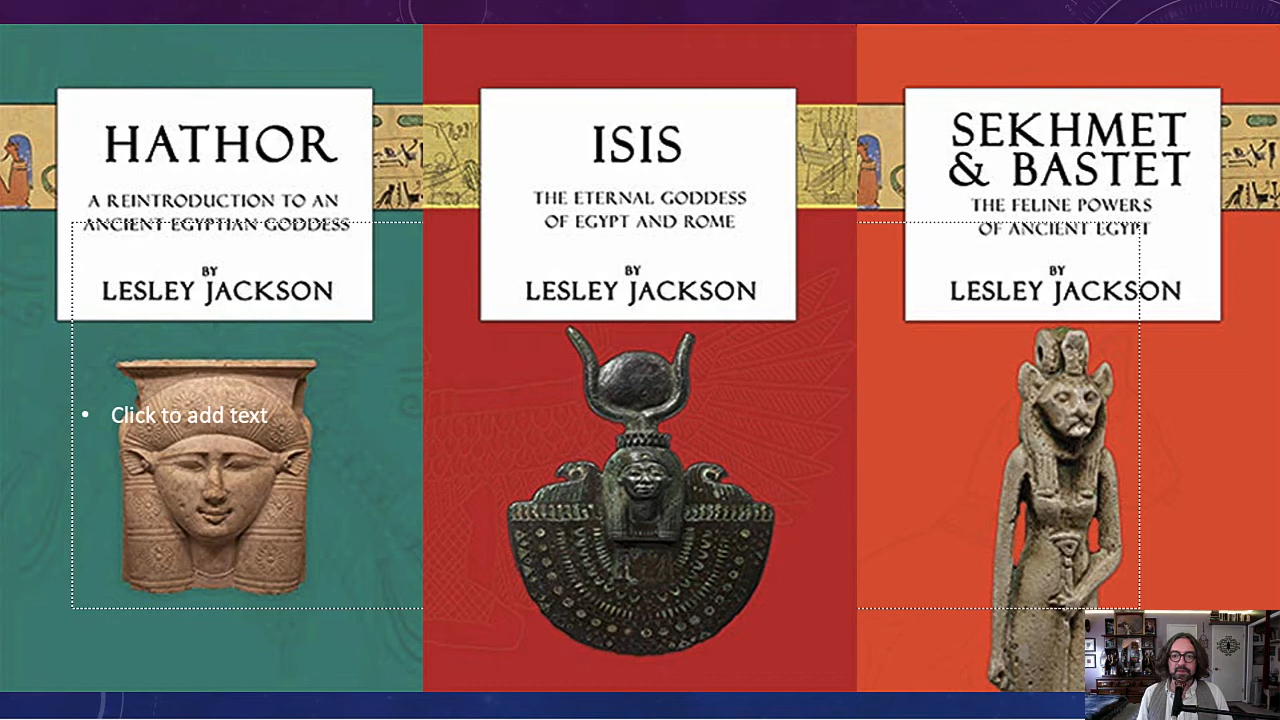 HATHOR
A REINTRODUCTION TO AN
ANCIENT EGYPTIAN GODDESS
BY
LESLEY JACKSON
ISIS
THE ETERNAL GODDESS
OF EGYPT AND ROME
BY
LESLEY JACKSON
SEKHMET
& BASTET
THE FELINE POWERS
OF ANCIENT EGYPT
BY
LESLEY JACKSON
• Click to add text